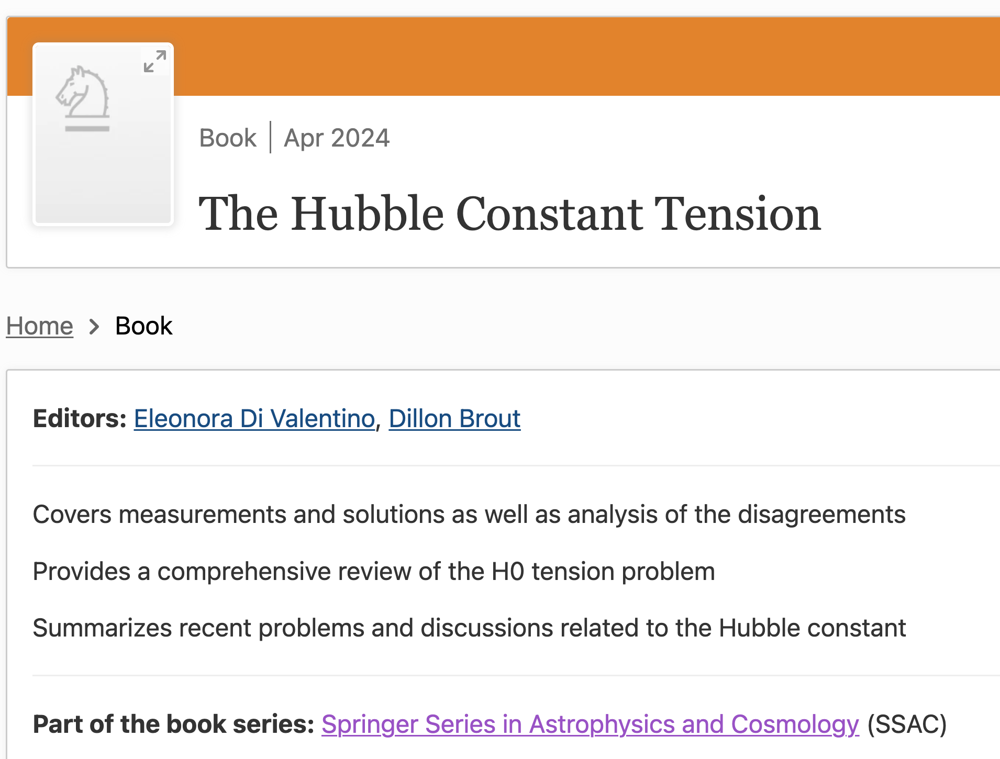 Book | Apr 2024
The Hubble Constant Tension
Home > Book
Editors: Eleonora Di Valentino, Dillon Brout
Covers measurements and solutions as well as analysis of the disagreements
Provides a comprehensive review of the H0 tension problem
Summarizes recent problems and discussions related to the Hubble constant
Part of the book series: Springer Series in Astrophysics and Cosmology (SSAC)